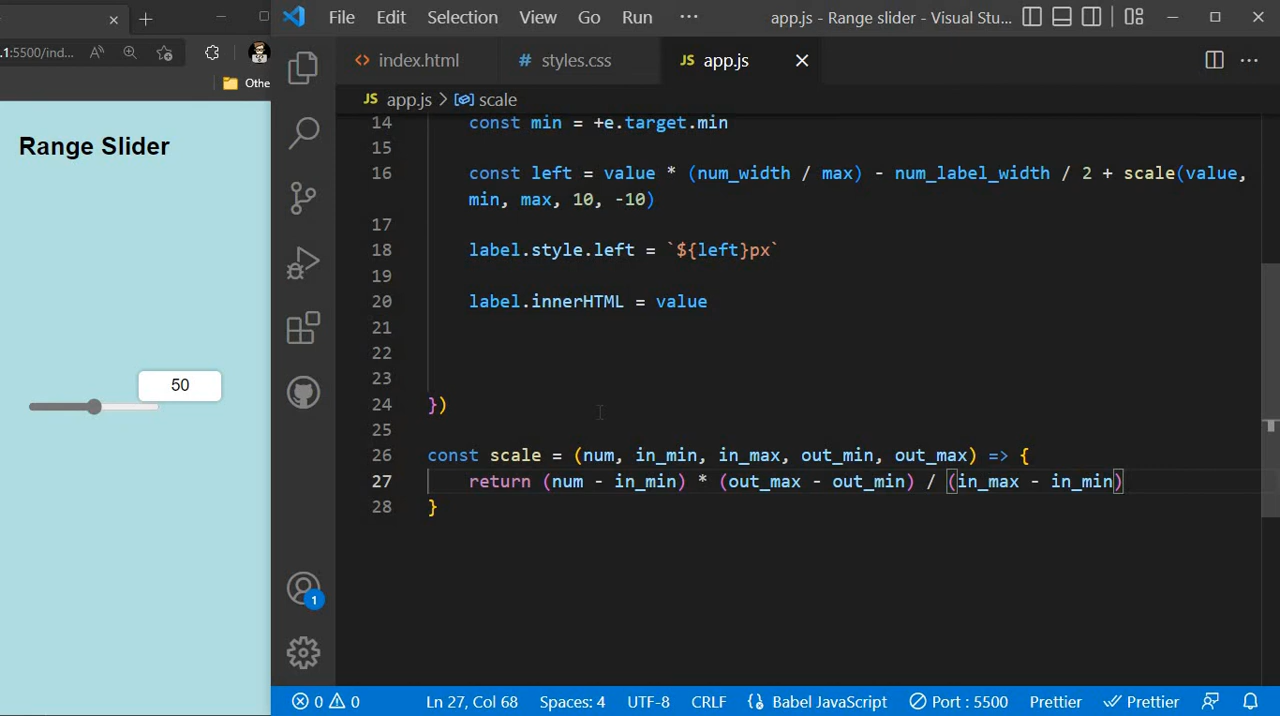 File Edit Selection View Go Run ··· app.js - Range slider - Visual Stu...
.1:5500/ind... A
Othe
index.html # styles.css JS app.js
JS app.js > scale
Range Slider
50
14 const min = +e.target.min
15
16 const left = value * (num_width / max) - num_label_width / 2 + scale(value,
min, max, 10, -10)
17
18 label.style.left = `${left}px`
19
20 label.innerHTML = value
21
22
23
24 })
25
26 const scale = (num, in_min, in_max, out_min, out_max) => {
27 return (num - in_min) * (out_max - out_min) / (in_max - in_min)
28 }
1
0 0 Ln 27, Col 68 Spaces: 4 UTF-8 CRLF {} Babel JavaScript Port : 5500 Prettier Prettier